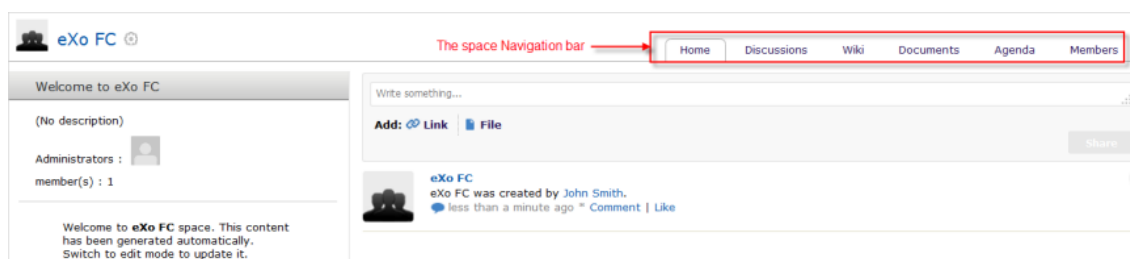 eXo FC
The space Navigation bar
Home Discussions Wiki Documents Agenda Members
Welcome to eXo FC
(No description)
Administrators :
member(s) : 1
Welcome to eXo FC space. This content
has been generated automatically.
Switch to edit mode to update it.
Write something...
Add: Link File
Share
eXo FC
eXo FC was created by John Smith.
less than a minute ago * Comment | Like